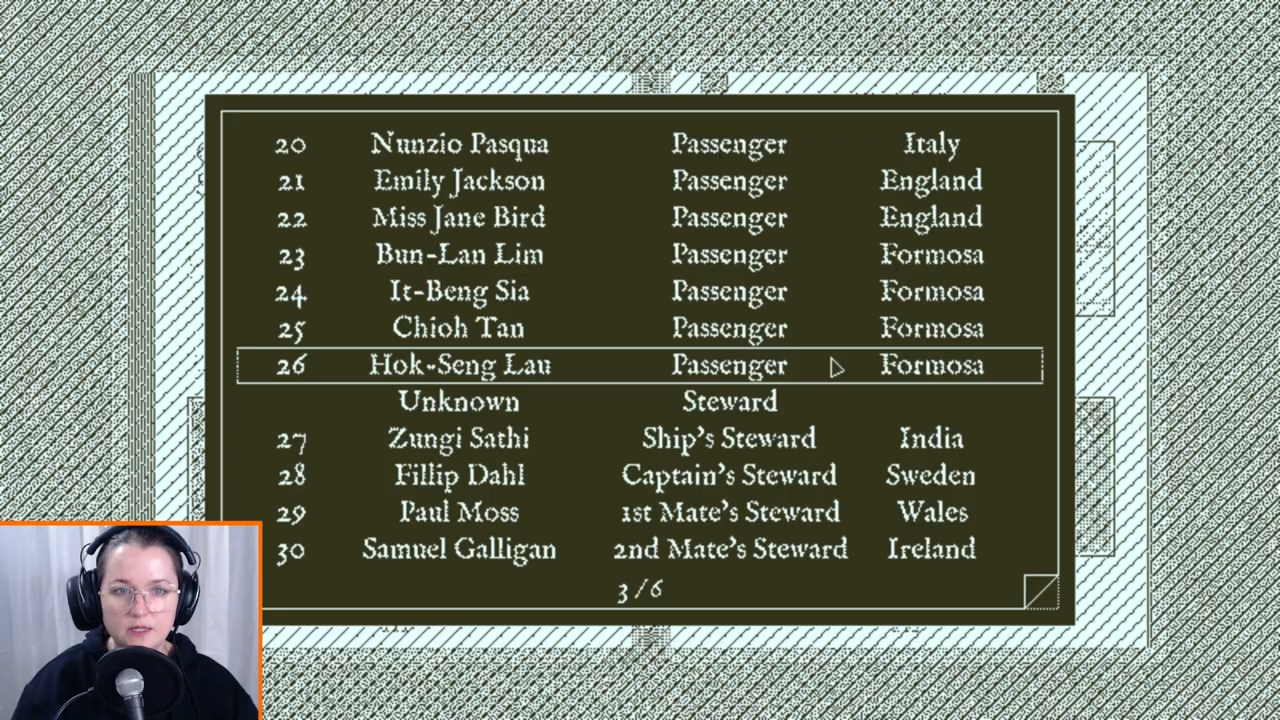 20 Nunzio Pasqua Passenger Italy
21 Emily Jackson Passenger England
22 Miss Jane Bird Passenger England
23 Bun-Lan Lim Passenger Formosa
24 It-Beng Sia Passenger Formosa
25 Chioh Tan Passenger Formosa
26 Hok-Seng Lau Passenger Formosa
Unknown Steward
27 Zungi Sathi Ship's Steward India
28 Fillip Dahl Captain's Steward Sweden
29 Paul Moss 1st Mate's Steward Wales
30 Samuel Galligan 2nd Mate's Steward Ireland
3/6